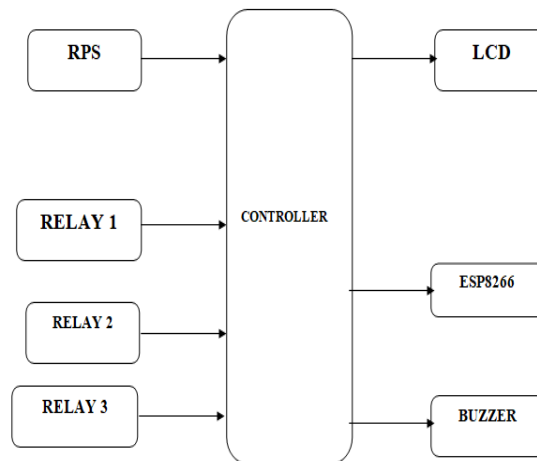 RPS
LCD
RELAY 1
CONTROLLER
ESP8266
RELAY 2
RELAY 3
BUZZER